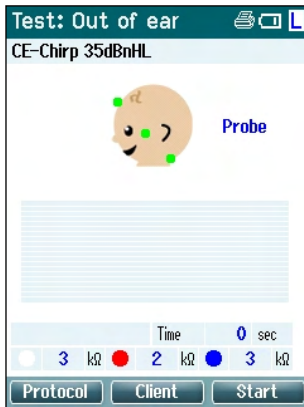 Test: Out of ear L
CE-Chirp 35dBnHL
Probe
Time 0 sec
3 kΩ 2 kΩ 3 kΩ
Protocol Client Start